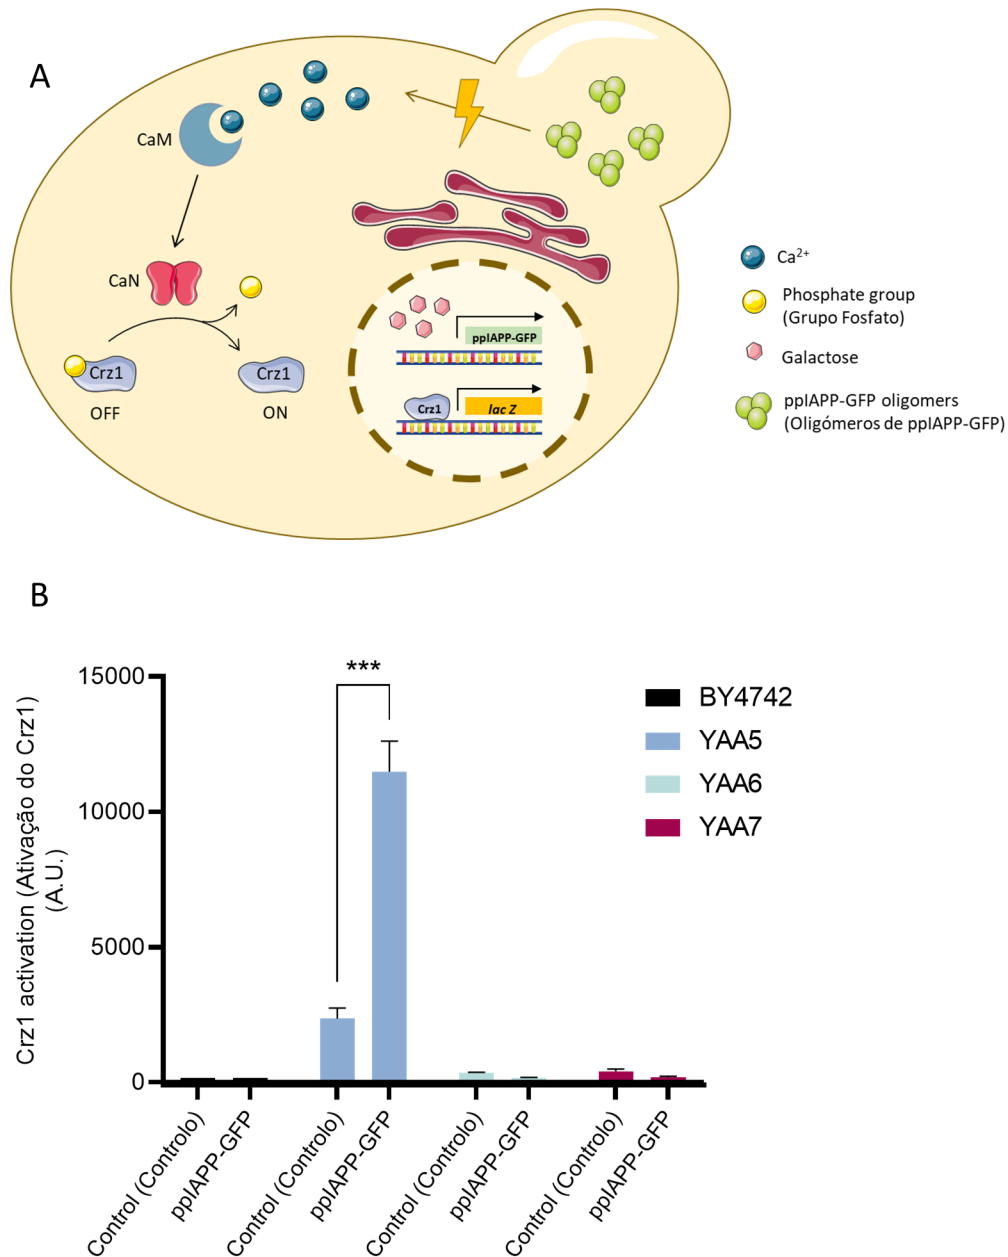 A
CaM
CaN
Crz1
OFF
Crz1
ON
ppIAPP-GFP
Crz1
lac Z
Ca²⁺
Phosphate group
(Grupo Fosfato)
Galactose
ppIAPP-GFP oligomers
(Oligómeros de ppIAPP-GFP)
B
Crz1 activation (Ativação do Crz1)
(A.U.)
15000
10000
5000
0
***
BY4742
YAA5
YAA6
YAA7
Control (Controlo)
ppIAPP-GFP
Control (Controlo)
ppIAPP-GFP
Control (Controlo)
ppIAPP-GFP
Control (Controlo)
ppIAPP-GFP